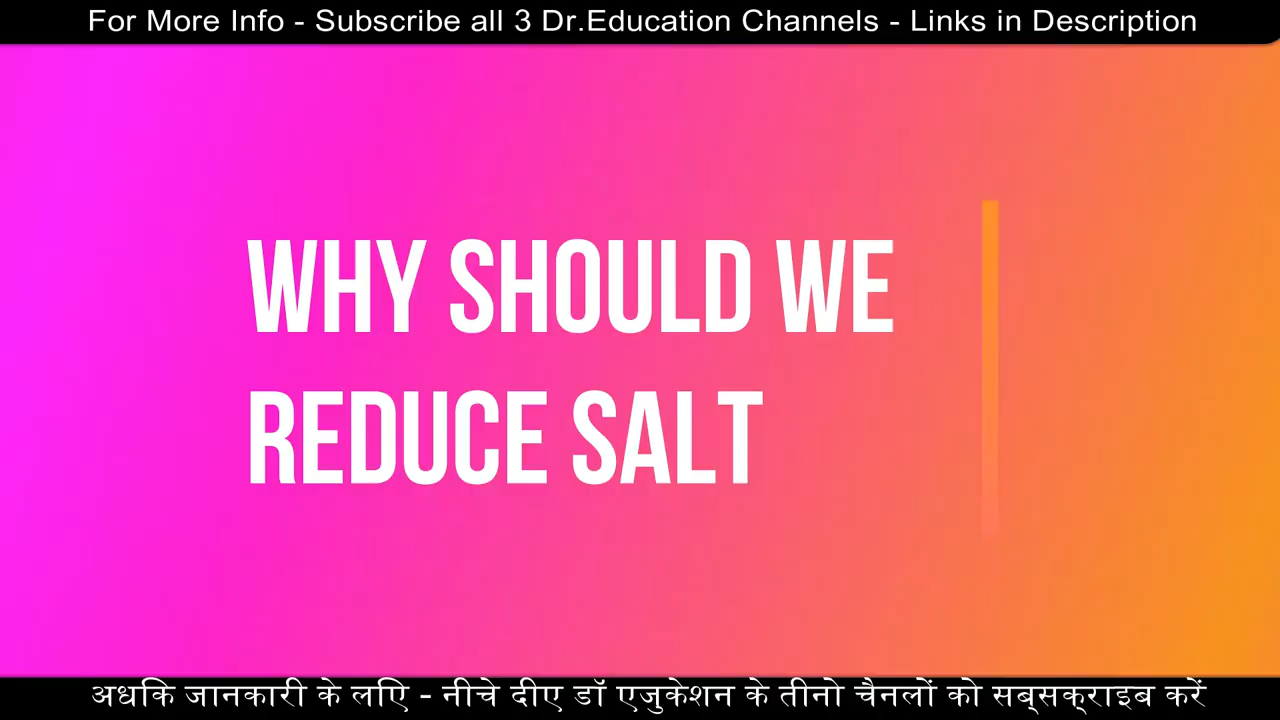 For More Info - Subscribe all 3 Dr.Education Channels - Links in Description
WHY SHOULD WE
REDUCE SALT
अधकि जानकारी के लएि - नीचे दीए डॉ एजुकेशन के तीनो चैनलों को सब्सक्राइब करें